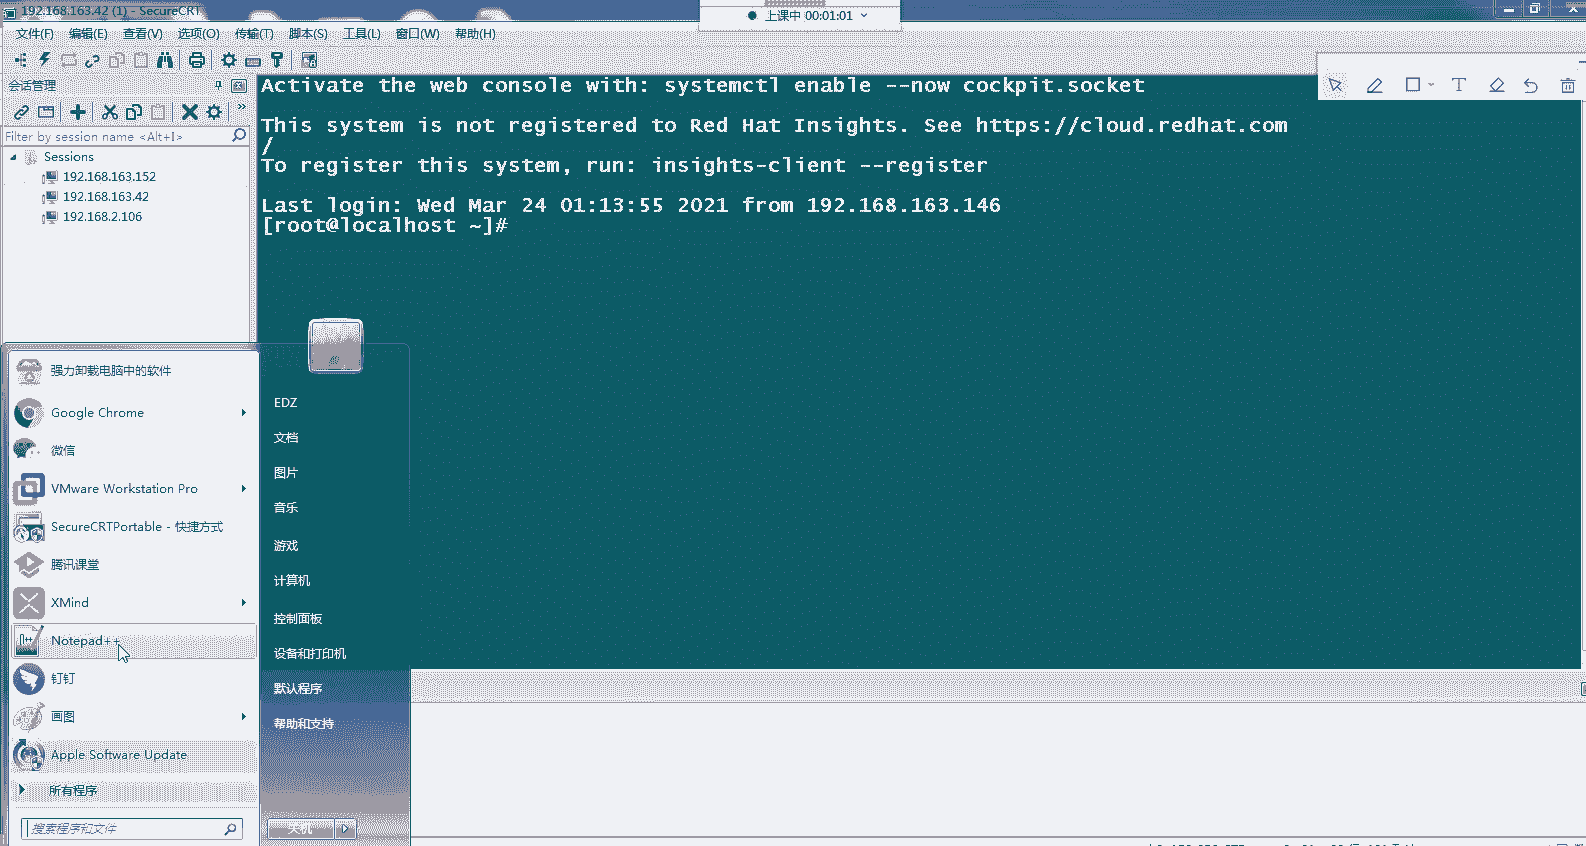 192.168.163.42 (1) - SecureCRT
上课中 00:01:01
文件(F) 编辑(E) 查看(V) 选项(O) 传输(T) 脚本(S) 工具(L) 窗口(W) 帮助(H)
会话管理
Filter by session name <Alt+I>
Sessions
192.168.163.152
192.168.163.42
192.168.2.106
Activate the web console with: systemctl enable --now cockpit.socket
This system is not registered to Red Hat Insights. See https://cloud.redhat.com
/
To register this system, run: insights-client --register
Last login: Wed Mar 24 01:13:55 2021 from 192.168.163.146
[root@localhost ~]#
强力卸载电脑中的软件
Google Chrome
微信
VMware Workstation Pro
SecureCRTPortable - 快捷方式
腾讯课堂
XMind
Notepad++
钉钉
画图
Apple Software Update
所有程序
搜索程序和文件
EDZ
文档
图片
音乐
游戏
计算机
控制面板
设备和打印机
默认程序
帮助和支持
关机